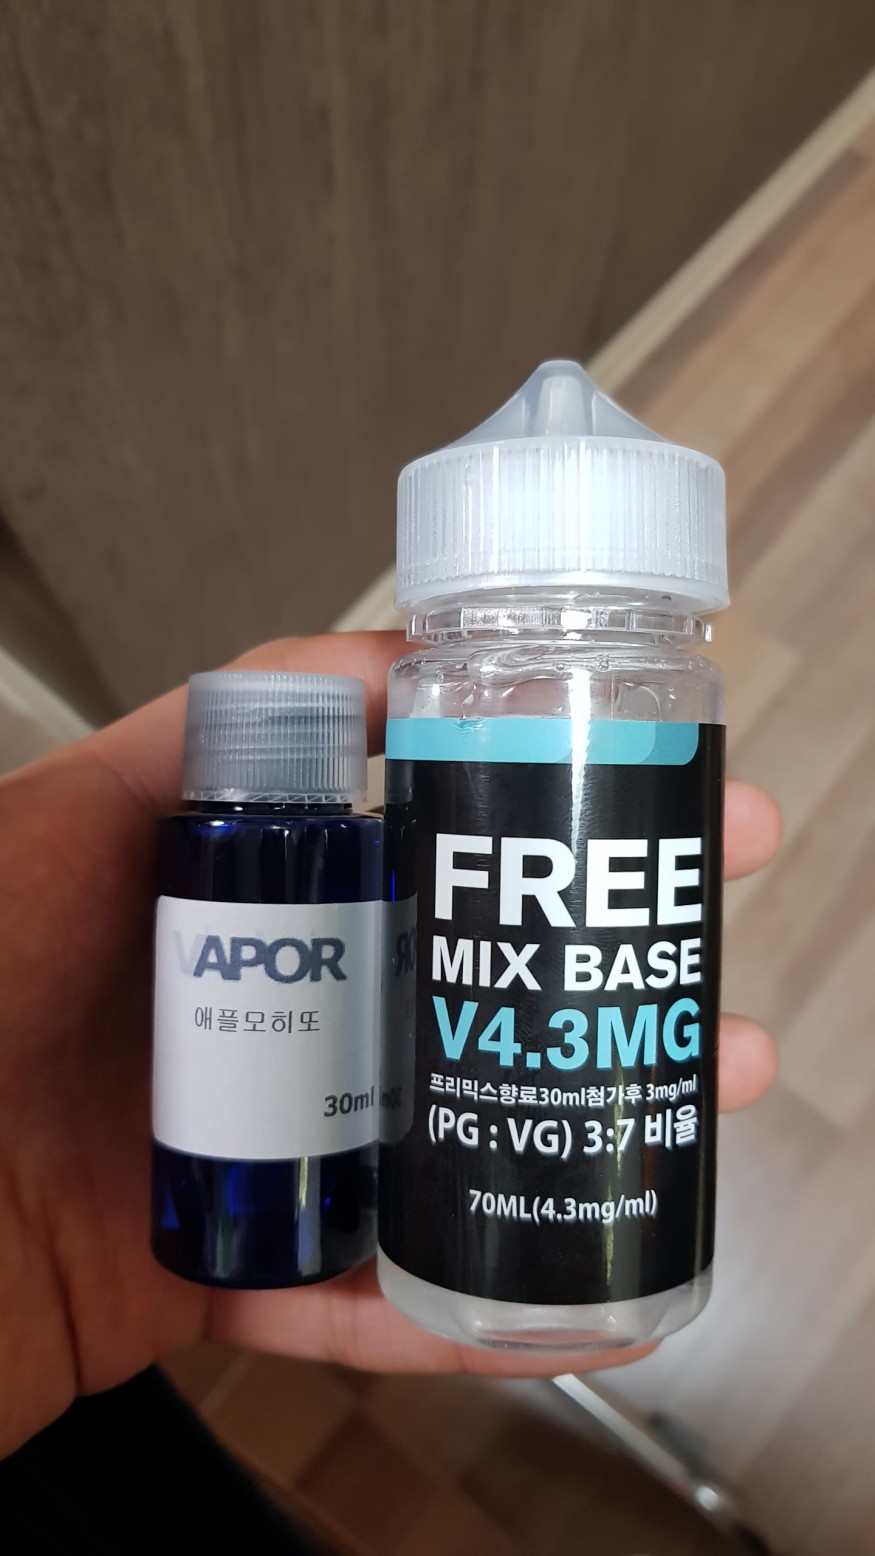 VAPOR
애플모히또
30ml
FREE
MIX BASE
V4.3MG
프리믹스향료30ml첨가후 3mg/ml
(PG : VG) 3:7 비율
70ML(4.3mg/ml)